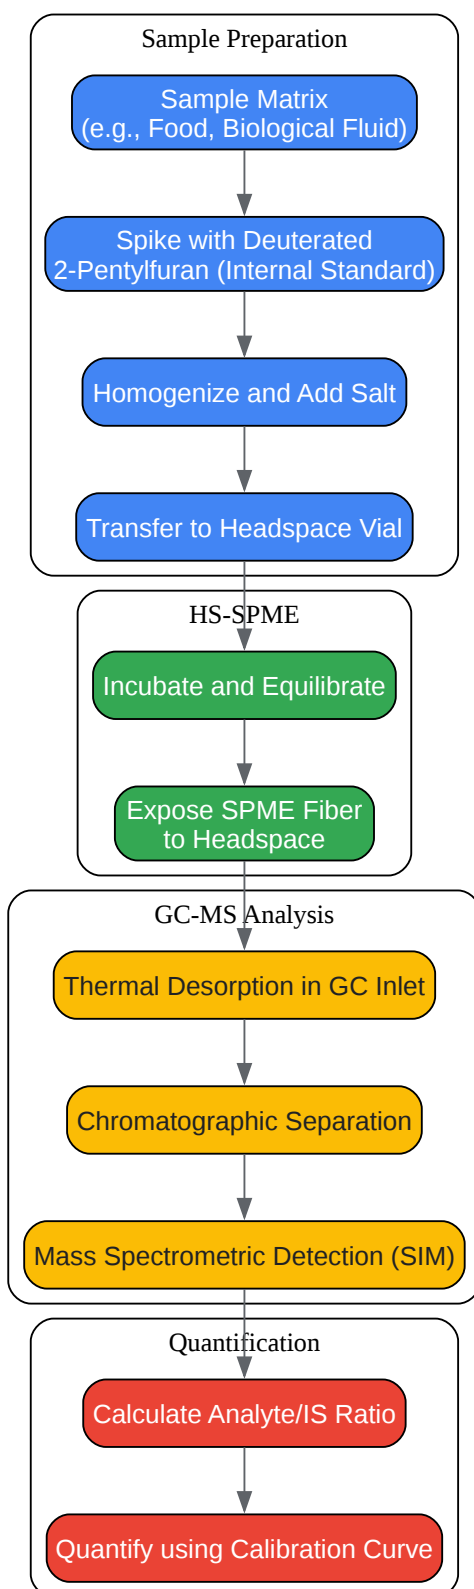 Sample Preparation
Sample Matrix
(e.g., Food, Biological Fluid)
Spike with Deuterated
2-Pentylfuran (Internal Standard)
Homogenize and Add Salt
Transfer to Headspace Vial
HS-SPME
Incubate and Equilibrate
Expose SPME Fiber
to Headspace
GC-MS Analysis
Thermal Desorption in GC Inlet
Chromatographic Separation
Mass Spectrometric Detection (SIM)
Quantification
Calculate Analyte/IS Ratio
Quantify using Calibration Curve